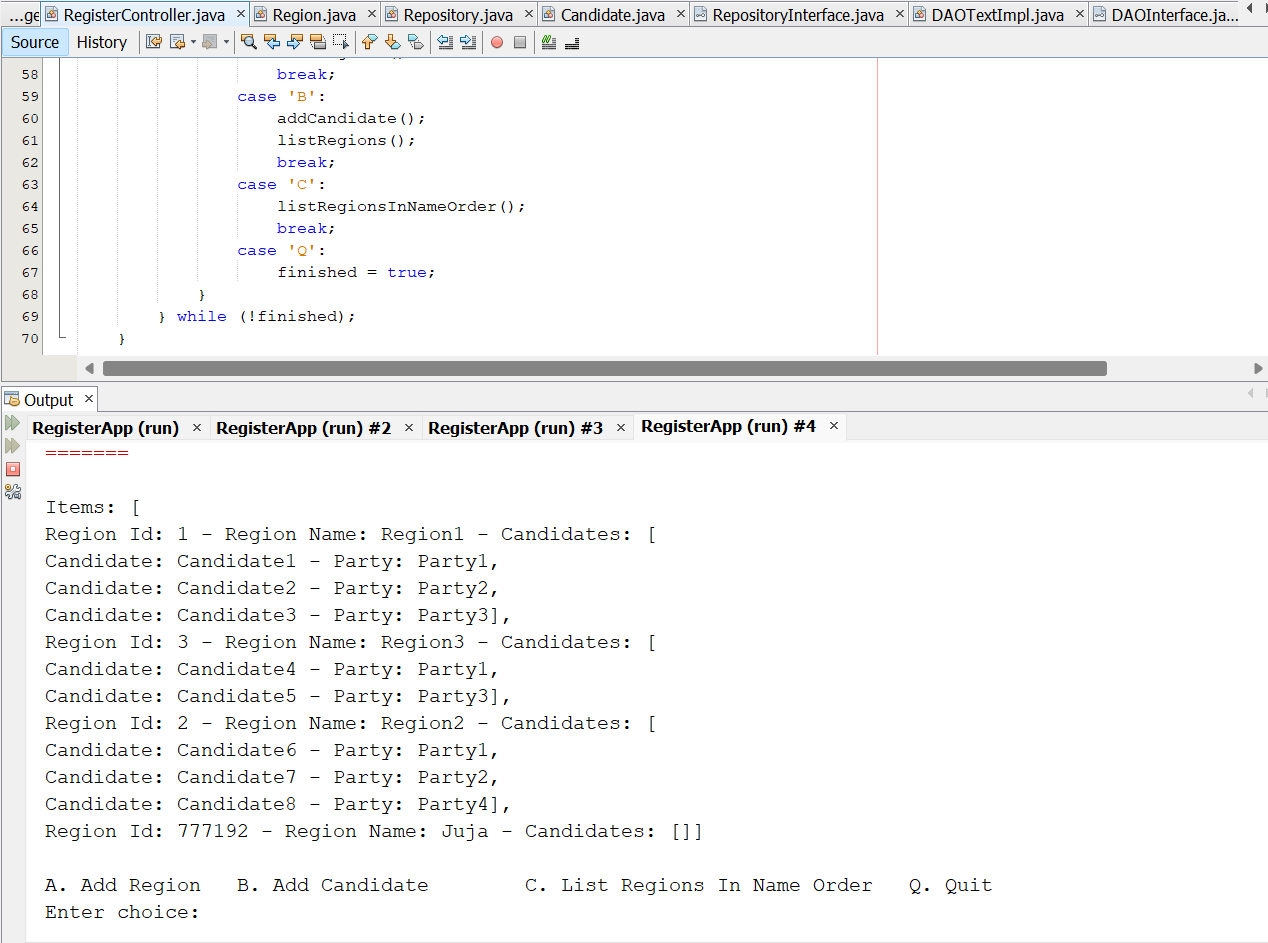 ...ge RegisterController.java × Region.java × Repository.java × Candidate.java × RepositoryInterface.java × DAOTextImpl.java × DAOInterface.ja...
Source History
58 break;
59 case 'B':
60 addCandidate();
61 listRegions();
62 break;
63 case 'C':
64 listRegionsInNameOrder();
65 break;
66 case 'Q':
67 finished = true;
68 }
69 } while (!finished);
70 }
Output ×
RegisterApp (run) × RegisterApp (run) #2 × RegisterApp (run) #3 × RegisterApp (run) #4 ×
=======
Items: [
Region Id: 1 - Region Name: Region1 - Candidates: [
Candidate: Candidate1 - Party: Party1,
Candidate: Candidate2 - Party: Party2,
Candidate: Candidate3 - Party: Party3],
Region Id: 3 - Region Name: Region3 - Candidates: [
Candidate: Candidate4 - Party: Party1,
Candidate: Candidate5 - Party: Party3],
Region Id: 2 - Region Name: Region2 - Candidates: [
Candidate: Candidate6 - Party: Party1,
Candidate: Candidate7 - Party: Party2,
Candidate: Candidate8 - Party: Party4],
Region Id: 777192 - Region Name: Juja - Candidates: []]
A. Add Region B. Add Candidate C. List Regions In Name Order Q. Quit
Enter choice: